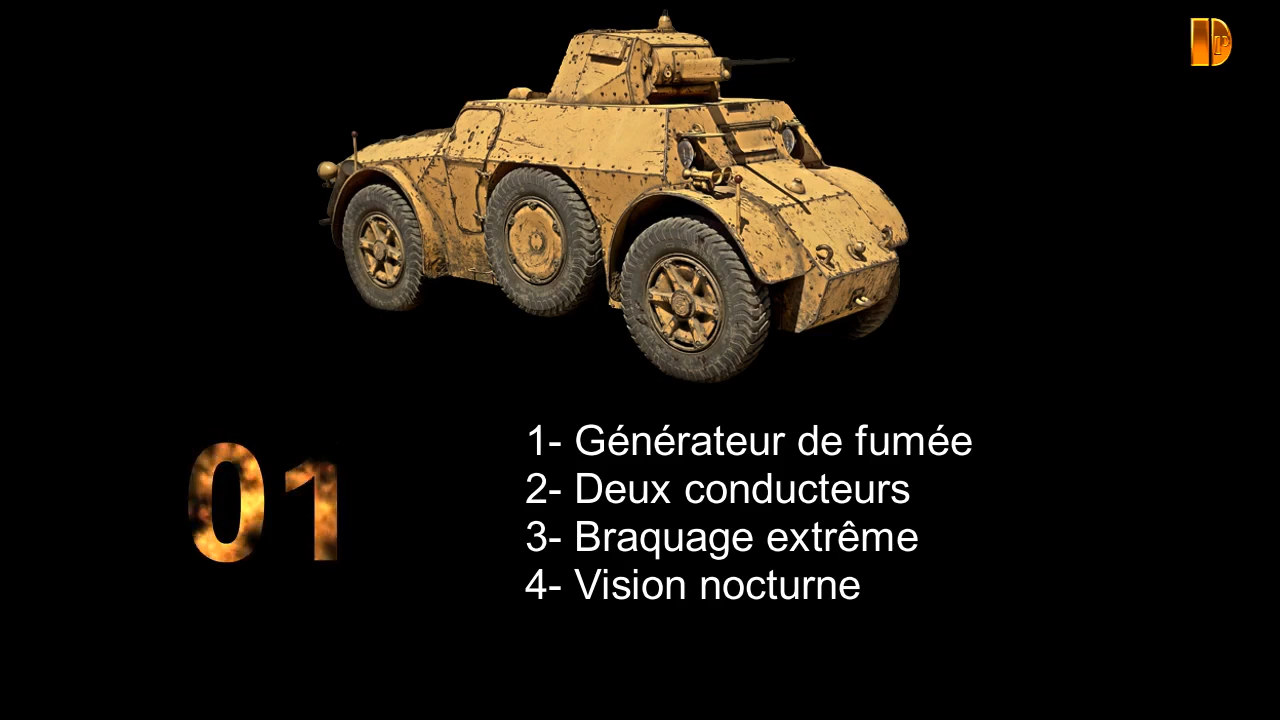 01
1- Générateur de fumée
2- Deux conducteurs
3- Braquage extrême
4- Vision nocturne